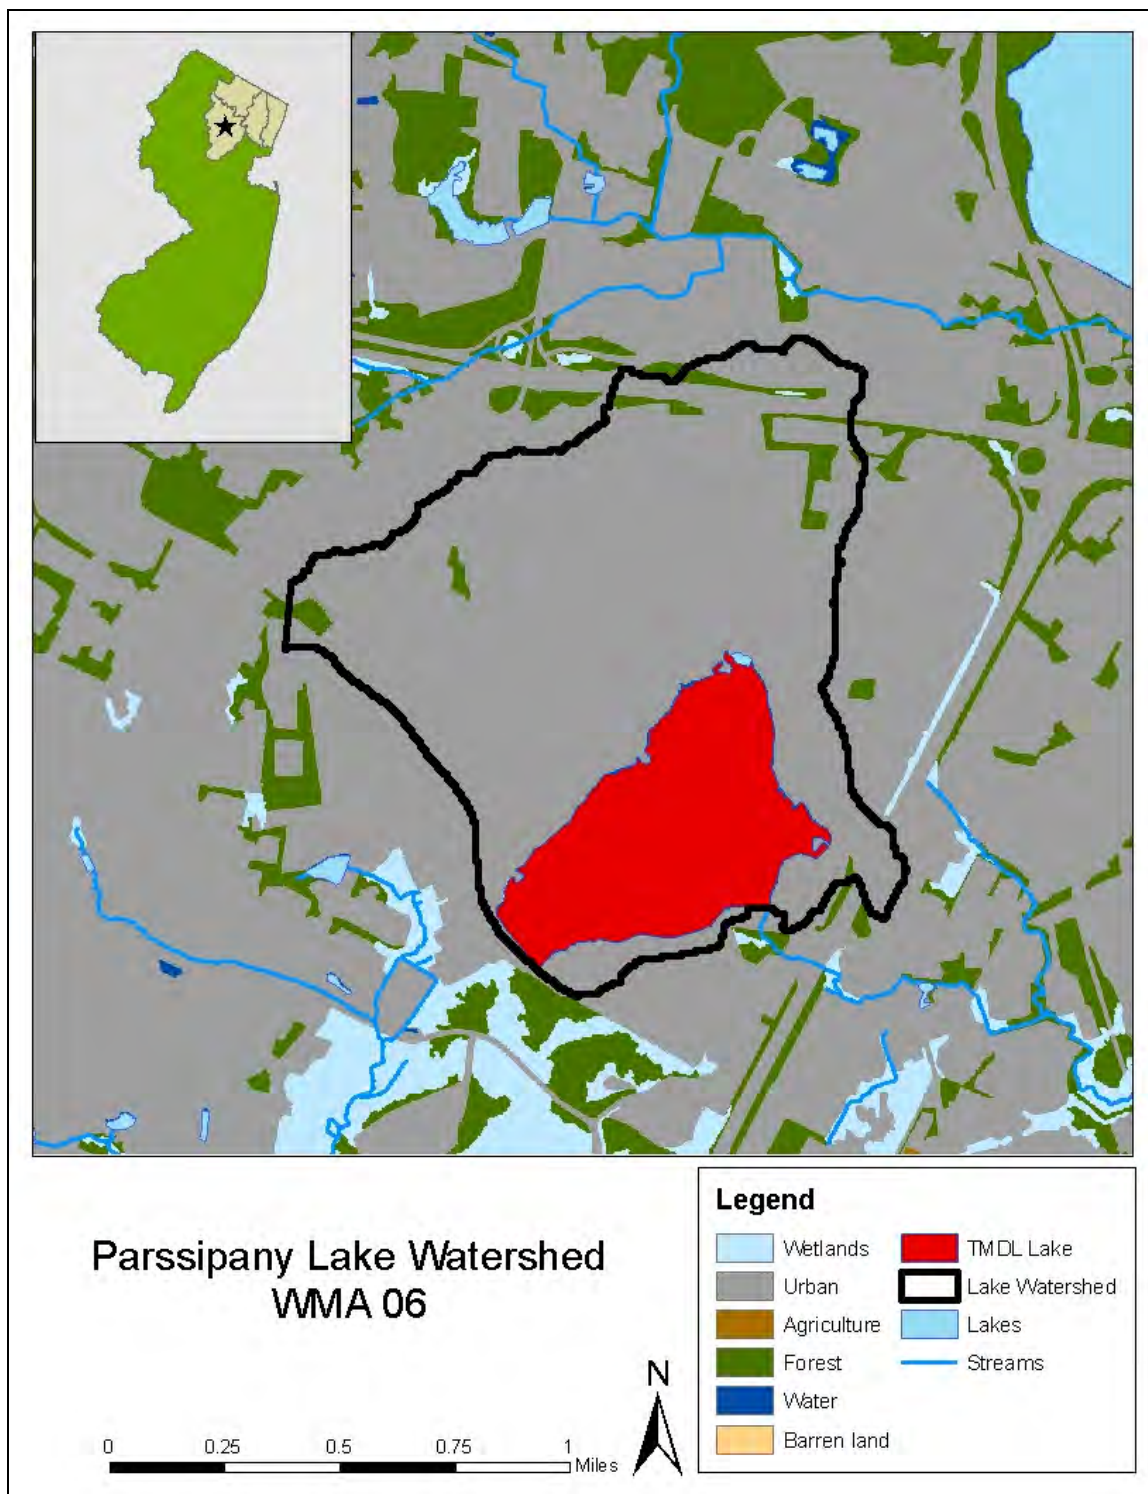 Parssipany Lake Watershed
WMA 06
N
0 0.25 0.5 0.75 1
Miles
Legend
Wetlands
Urban
Agriculture
Forest
Water
Barren land
TMDL Lake
Lake Watershed
Lakes
Streams